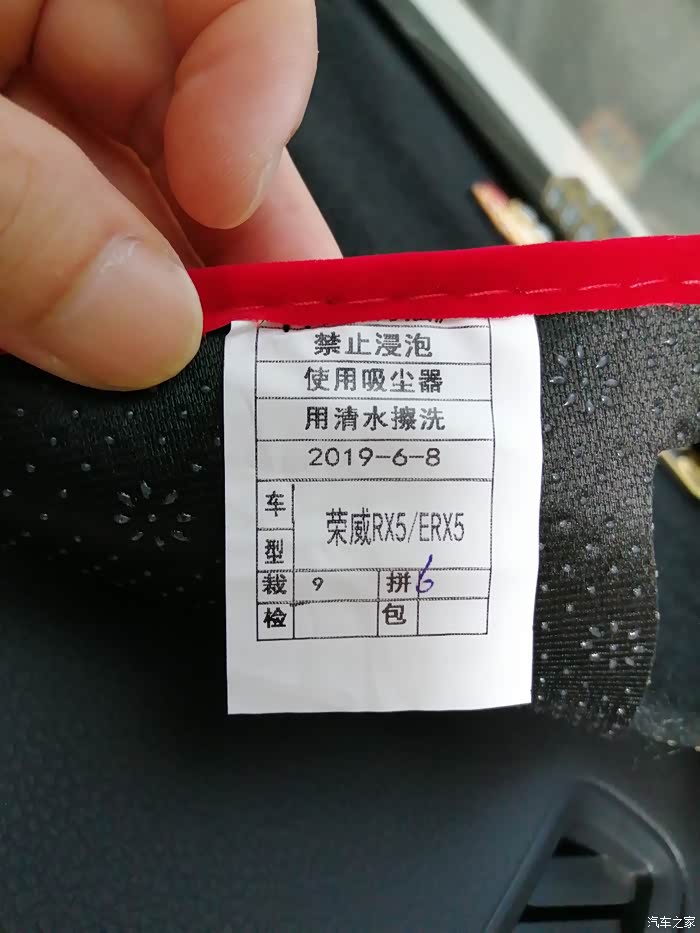 禁止浸泡
使用吸尘器
用清水擦洗
2019-6-8
车型 荣威RX5/ERX5
裁 9 拼 6
检 包
汽车之家